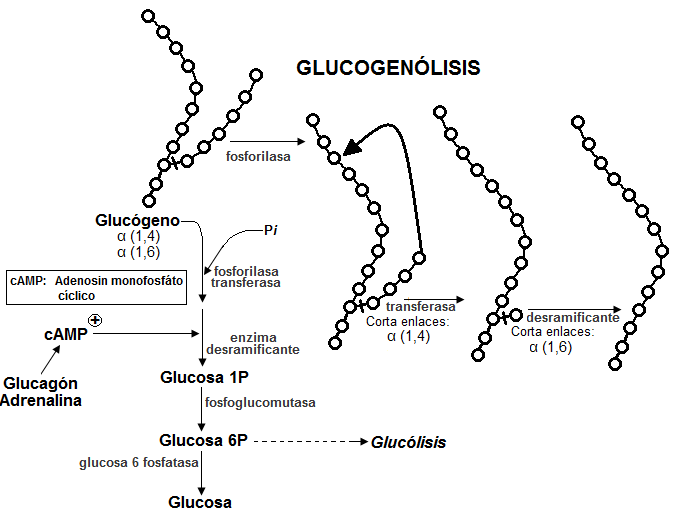 GLUCOGENÓLISIS
fosforilasa
Glucógeno
α (1,4)
α (1,6)
Pi
fosforilasa
transferasa
cAMP: Adenosin monofosfáto
cíclico
transferasa
Corta enlaces:
α (1,4)
desramificante
Corta enlaces:
α (1,6)
+
cAMP
enzima
desramificante
Glucagón
Adrenalina
Glucosa 1P
fosfoglucomutasa
Glucosa 6P
Glucólisis
glucosa 6 fosfatasa
Glucosa